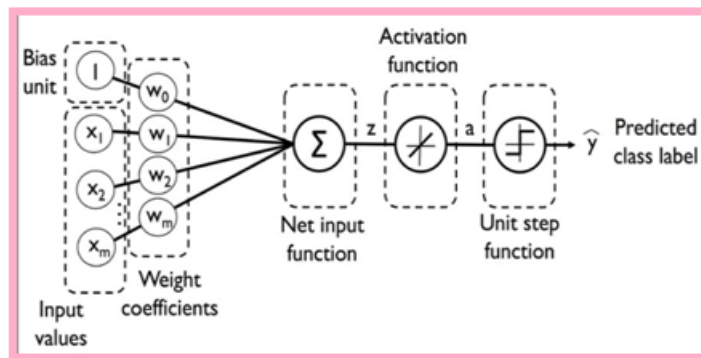 Bias
unit
1
x1
x2
xm
Input
values
w0
w1
w2
wm
Weight
coefficients
Σ
Net input
function
z
Activation
function
a
Unit step
function
ŷ
Predicted
class label